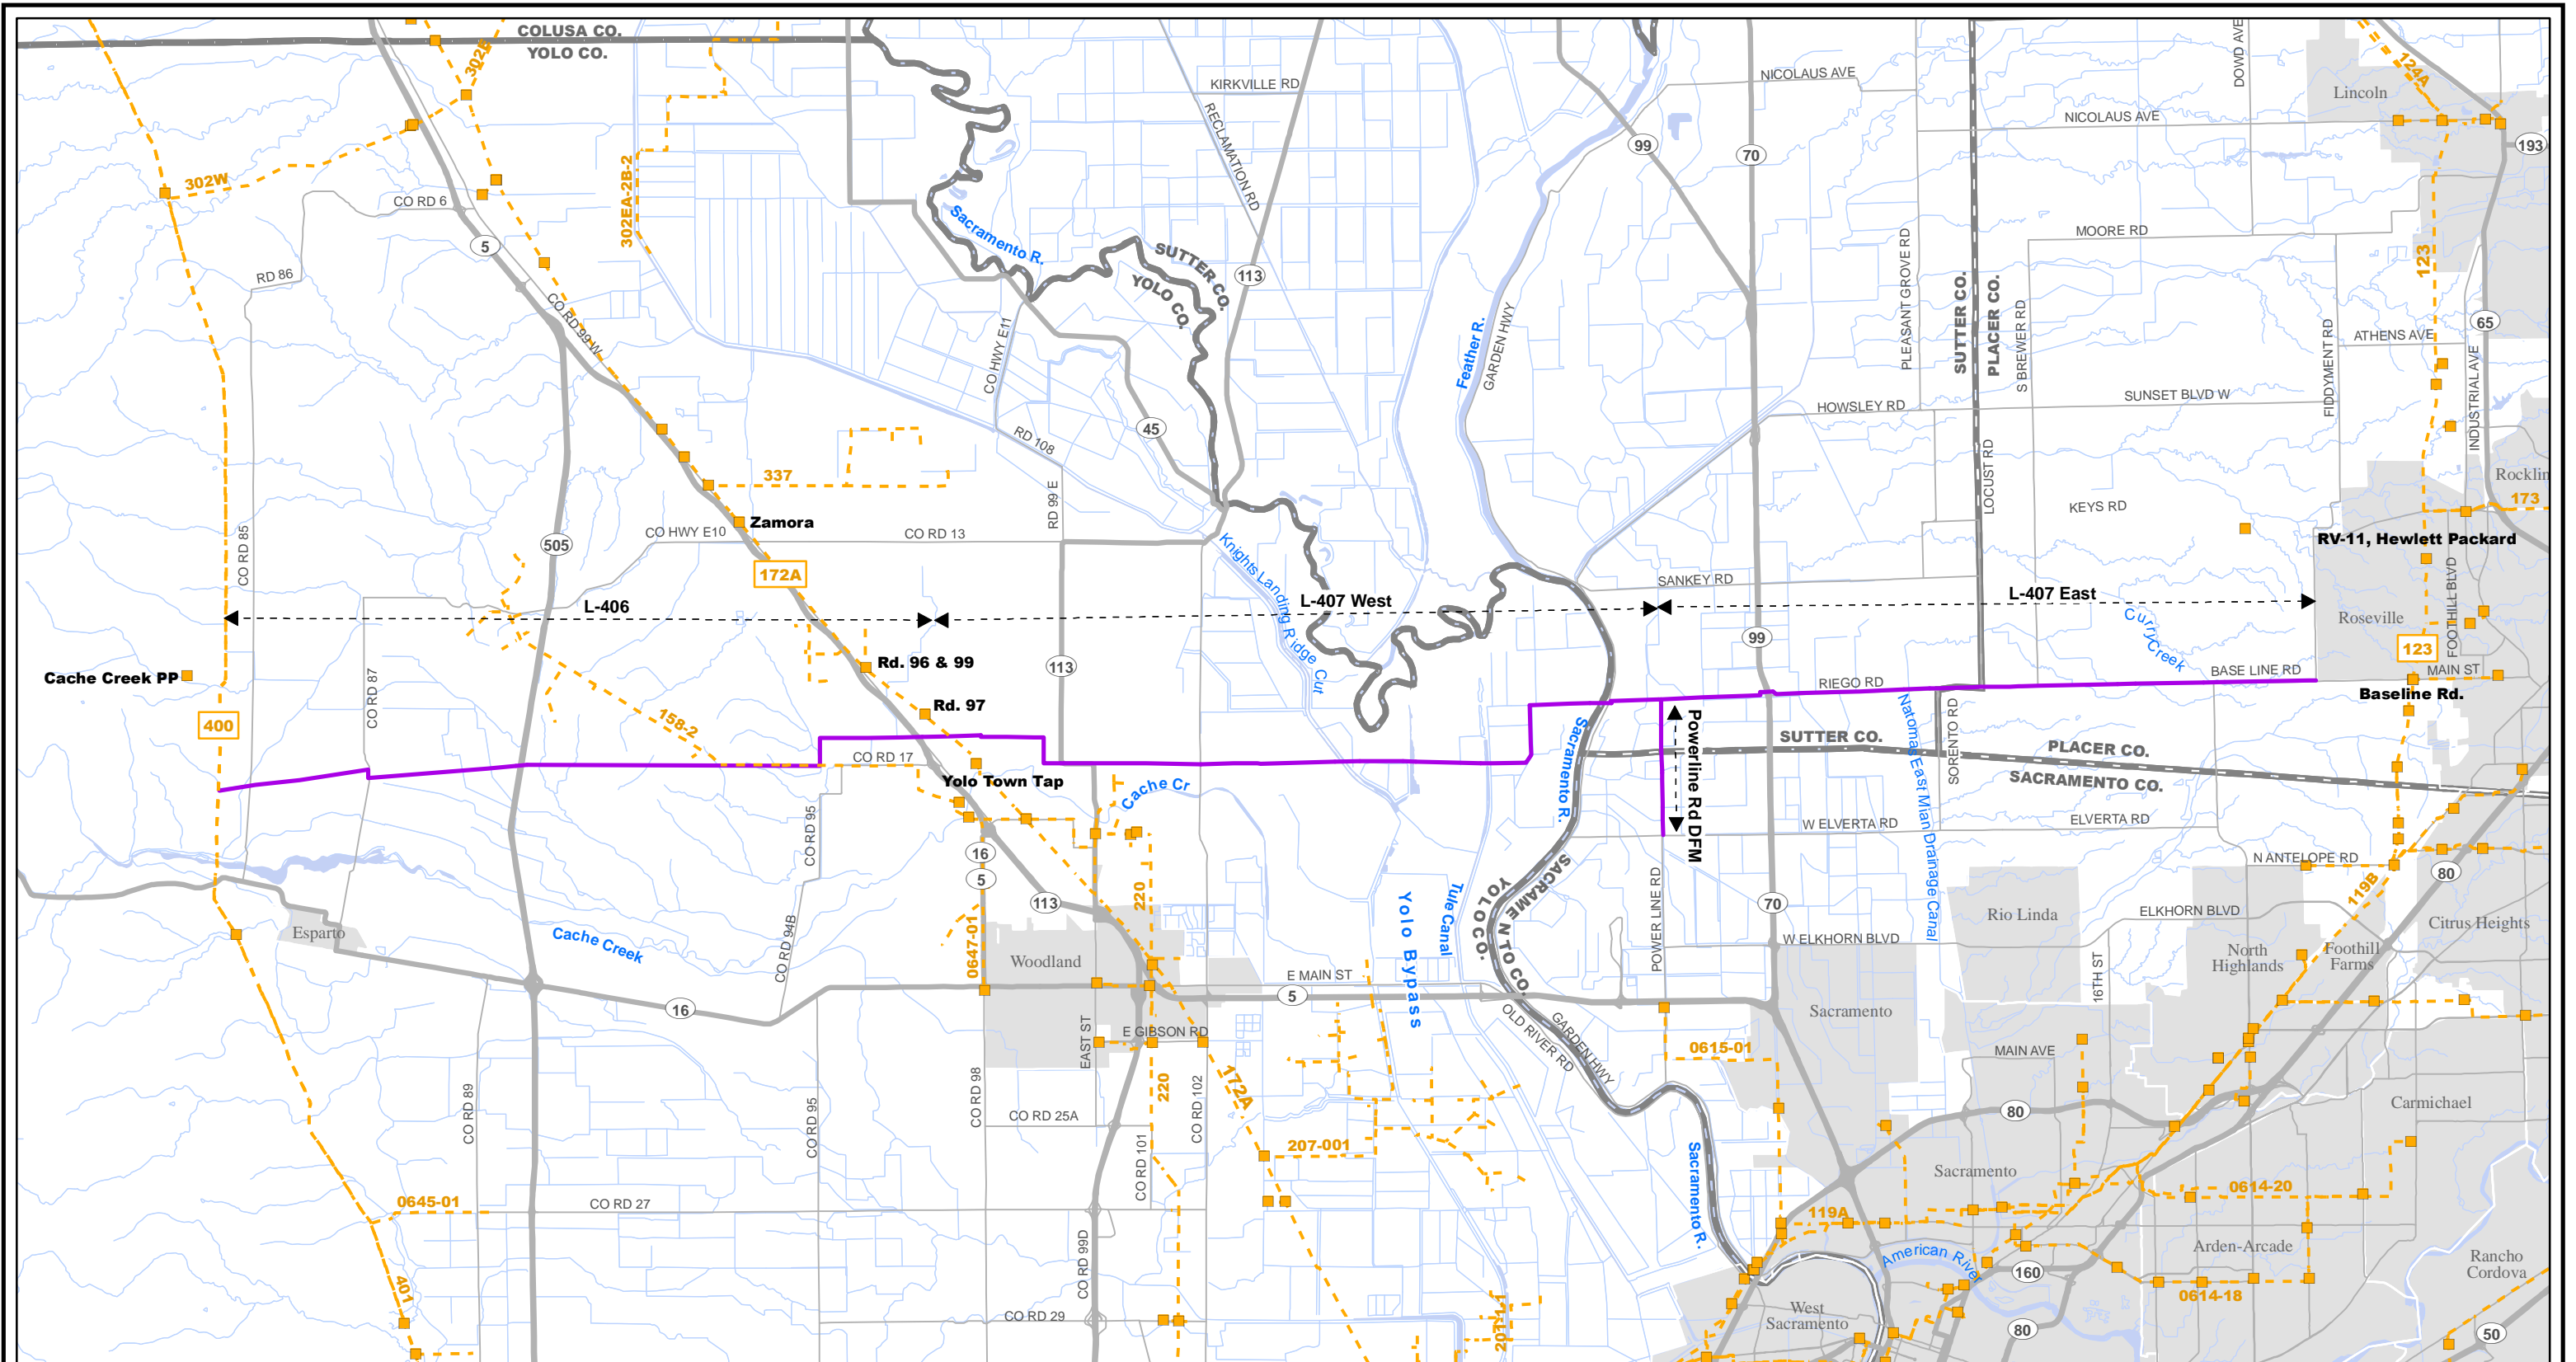 COLUSA CO.
YOLO CO.
302E
302W
CO RD 6
5
RD 86
302EA-2B-2
CO RD 99 W
KIRKVILLE RD
RECLAMATION RD
Sacramento R.
SUTTER CO.
YOLO CO.
113
CO HWY E11
45
RD 108
RD 99 E
Feather R.
GARDEN HWY
99
70
NICOLAUS AVE
NICOLAUS AVE
DOWD AVE
Lincoln
124A
193
MOORE RD
PLEASANT GROVE RD
SUTTER CO.
PLACER CO.
S BREWER RD
123
65
FIDDYMENT RD
ATHENS AVE
INDUSTRIAL AVE
SUNSET BLVD W
HOWSLEY RD
LOCUST RD
KEYS RD
Rocklin
173
RV-11, Hewlett Packard
337
Zamora
CO HWY E10
CO RD 13
505
CO RD 85
172A
L-406
L-407 West
L-407 East
Knights Landing Ridge Cut
SANKEY RD
99
Curry Creek
Roseville
FOOTHILL BLVD
123
MAIN ST
BASE LINE RD
Baseline Rd.
RIEGO RD
Cache Creek PP
400
CO RD 87
158-2
Rd. 96 & 99
Rd. 97
113
CO RD 17
Yolo Town Tap
Cache Cr
Sacramento R.
Powerline Rd DFM
SUTTER CO.
PLACER CO.
SACRAMENTO CO.
Natomas East Mian Drainage Canal
SORENTO RD
W ELVERTA RD
ELVERTA RD
N ANTELOPE RD
80
119B
CO RD 95
16
5
113
220
0647-01
CO RD 94B
Esparto
Cache Creek
Woodland
Yolo Bypass
Tule Canal
YOLO CO.
SACRAMENTO CO.
POWER LINE RD
70
W ELKHORN BLVD
ELKHORN BLVD
Rio Linda
16TH ST
North
Highlands
Foothill
Farms
Citrus Heights
16
E MAIN ST
5
E GIBSON RD
EAST ST
OLD RIVER RD
GARDEN HWY
Sacramento
0615-01
MAIN AVE
80
Carmichael
CO RD 89
CO RD 95
CO RD 98
CO RD 25A
220
CO RD 101
CO RD 102
172A
207-001
Sacramento R.
Sacramento
0614-20
119A
0645-01
CO RD 27
401
CO RD 99D
CO RD 29
American River
160
Arden-Arcade
0614-18
Rancho
Cordova
West
Sacramento
80
50